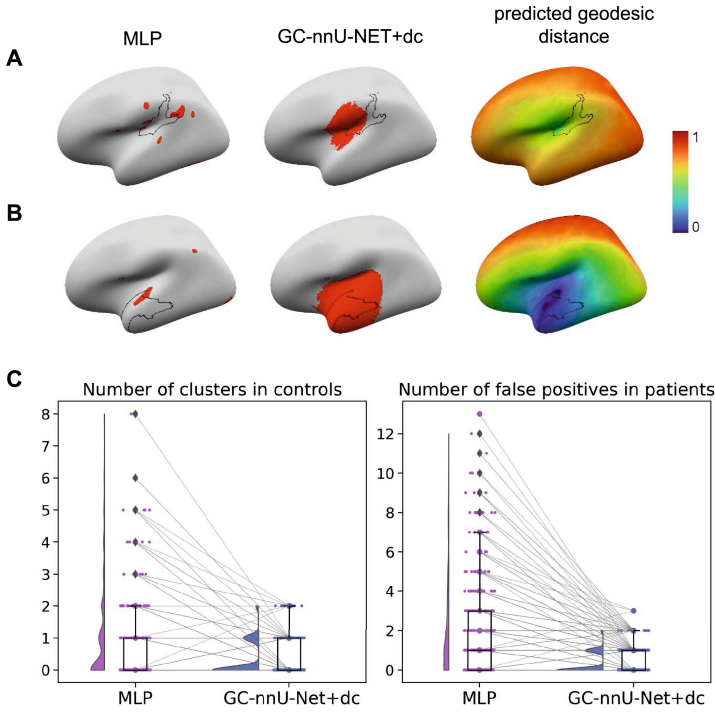 predicted geodesic
distance
MLP
GC-nnU-NET+dc
A
1
0
B
C
Number of clusters in controls
8
7
6
5
4
3
2
1
0
MLP
GC-nnU-Net+dc
Number of false positives in patients
12
10
8
6
4
2
0
MLP
GC-nnU-Net+dc